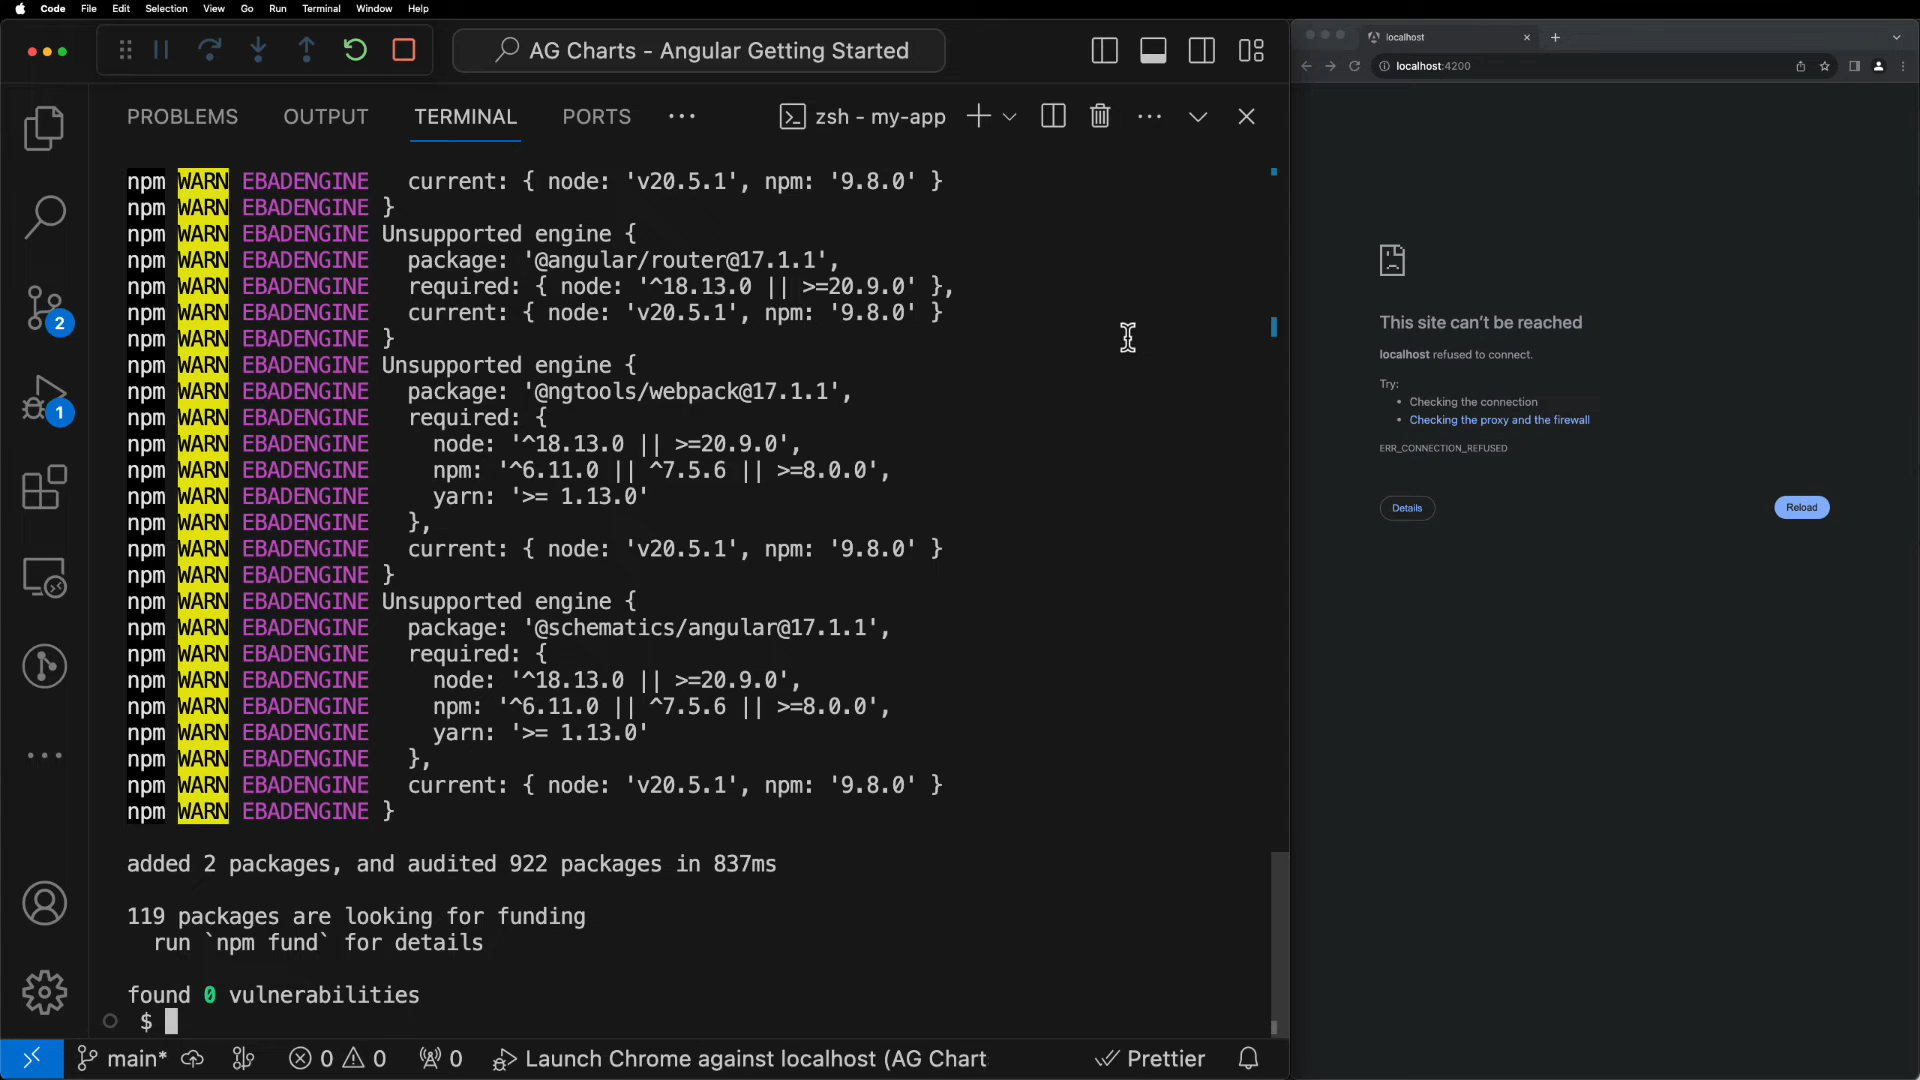 Code File Edit Selection View Go Run Terminal Window Help
AG Charts - Angular Getting Started
PROBLEMS OUTPUT TERMINAL PORTS zsh - my-app
npm WARN EBADENGINE   current: { node: 'v20.5.1', npm: '9.8.0' }
npm WARN EBADENGINE }
npm WARN EBADENGINE Unsupported engine {
npm WARN EBADENGINE   package: '@angular/router@17.1.1',
npm WARN EBADENGINE   required: { node: '^18.13.0 || >=20.9.0' },
npm WARN EBADENGINE   current: { node: 'v20.5.1', npm: '9.8.0' }
npm WARN EBADENGINE }
npm WARN EBADENGINE Unsupported engine {
npm WARN EBADENGINE   package: '@ngtools/webpack@17.1.1',
npm WARN EBADENGINE   required: {
npm WARN EBADENGINE     node: '^18.13.0 || >=20.9.0',
npm WARN EBADENGINE     npm: '^6.11.0 || ^7.5.6 || >=8.0.0',
npm WARN EBADENGINE     yarn: '>= 1.13.0'
npm WARN EBADENGINE   },
npm WARN EBADENGINE   current: { node: 'v20.5.1', npm: '9.8.0' }
npm WARN EBADENGINE }
npm WARN EBADENGINE Unsupported engine {
npm WARN EBADENGINE   package: '@schematics/angular@17.1.1',
npm WARN EBADENGINE   required: {
npm WARN EBADENGINE     node: '^18.13.0 || >=20.9.0',
npm WARN EBADENGINE     npm: '^6.11.0 || ^7.5.6 || >=8.0.0',
npm WARN EBADENGINE     yarn: '>= 1.13.0'
npm WARN EBADENGINE   },
npm WARN EBADENGINE   current: { node: 'v20.5.1', npm: '9.8.0' }
npm WARN EBADENGINE }
added 2 packages, and audited 922 packages in 837ms
119 packages are looking for funding
  run `npm fund` for details
found 0 vulnerabilities
$
2
1
main* 0 0 0 Launch Chrome against localhost (AG Chart Prettier
localhost
localhost:4200
This site can't be reached
localhost refused to connect.
Try:
• Checking the connection
• Checking the proxy and the firewall
ERR_CONNECTION_REFUSED
Details Reload